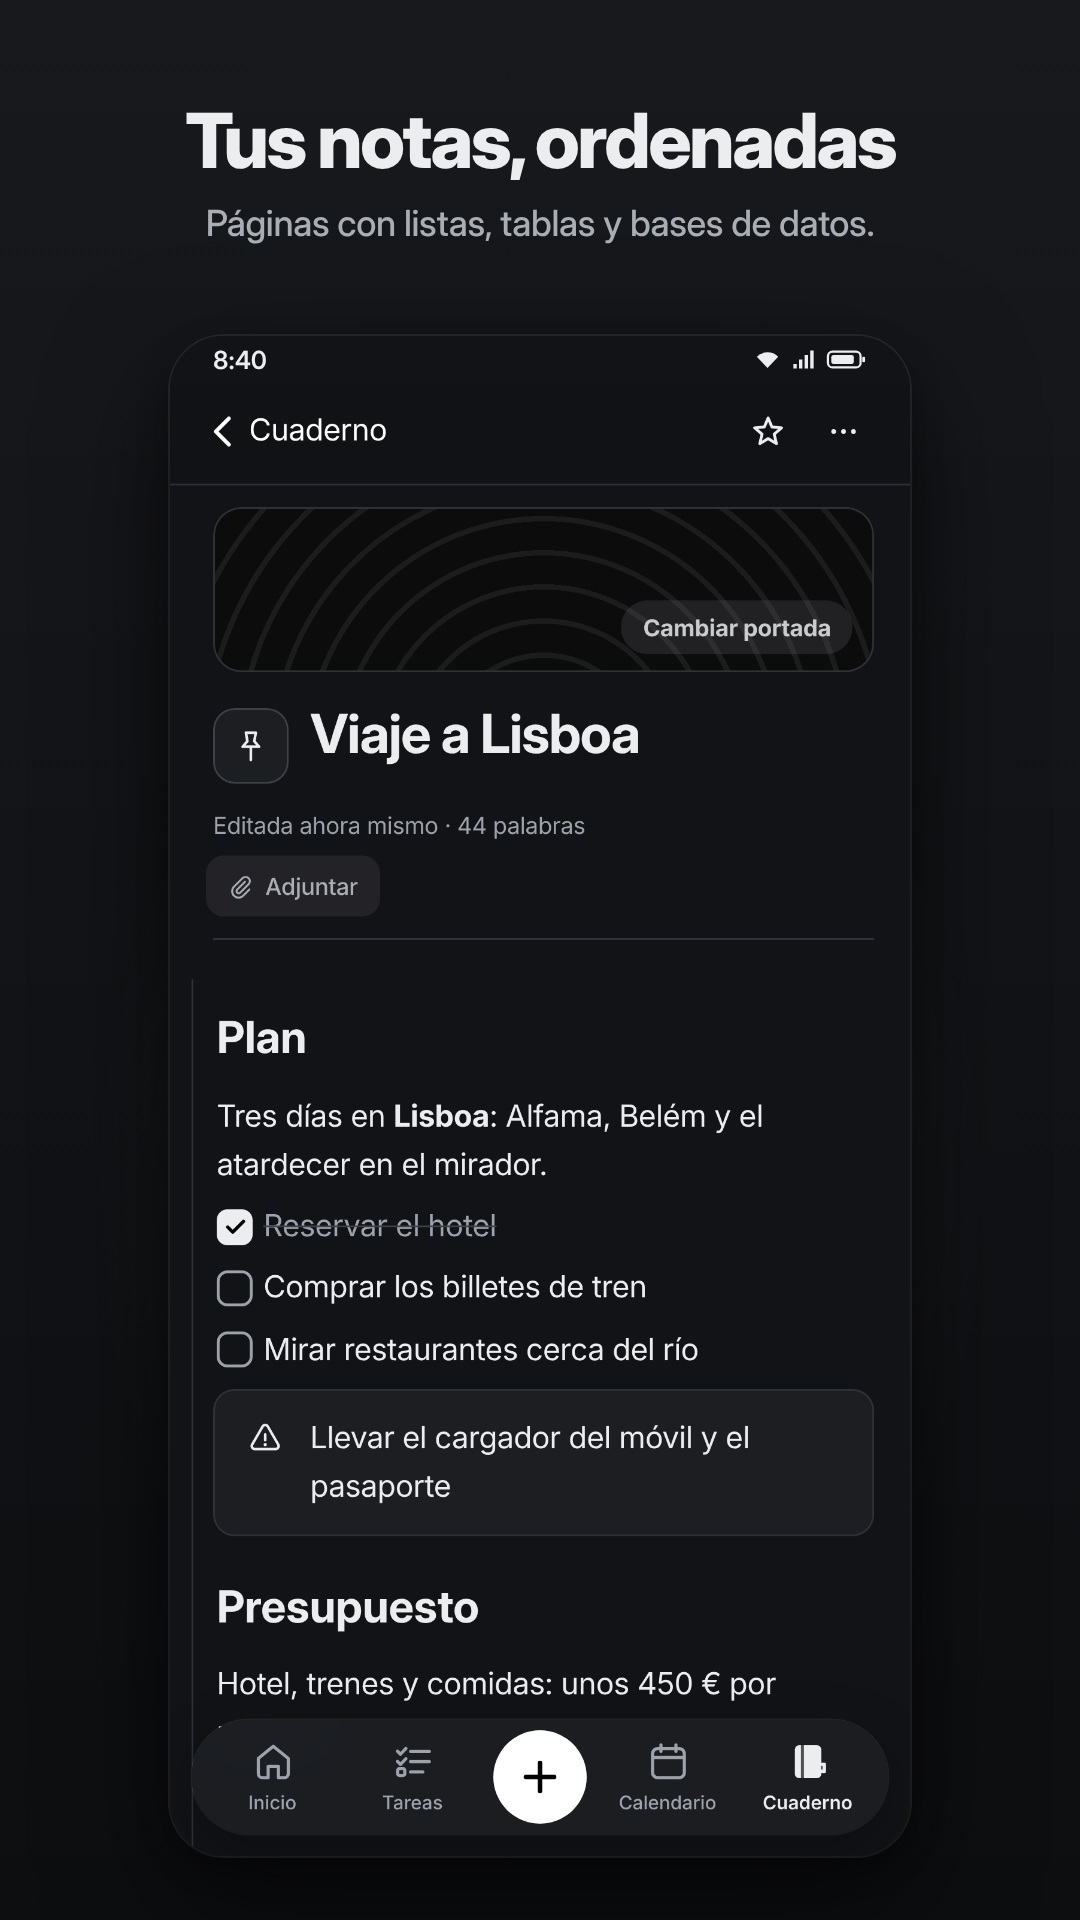 Tus notas, ordenadas
Páginas con listas, tablas y bases de datos.
8:40
Cuaderno
Cambiar portada
Viaje a Lisboa
Editada ahora mismo · 44 palabras
Adjuntar
Plan
Tres días en Lisboa: Alfama, Belém y el
atardecer en el mirador.
Reservar el hotel
Comprar los billetes de tren
Mirar restaurantes cerca del río
Llevar el cargador del móvil y el
pasaporte
Presupuesto
Hotel, trenes y comidas: unos 450 € por
Inicio
Tareas
Calendario
Cuaderno